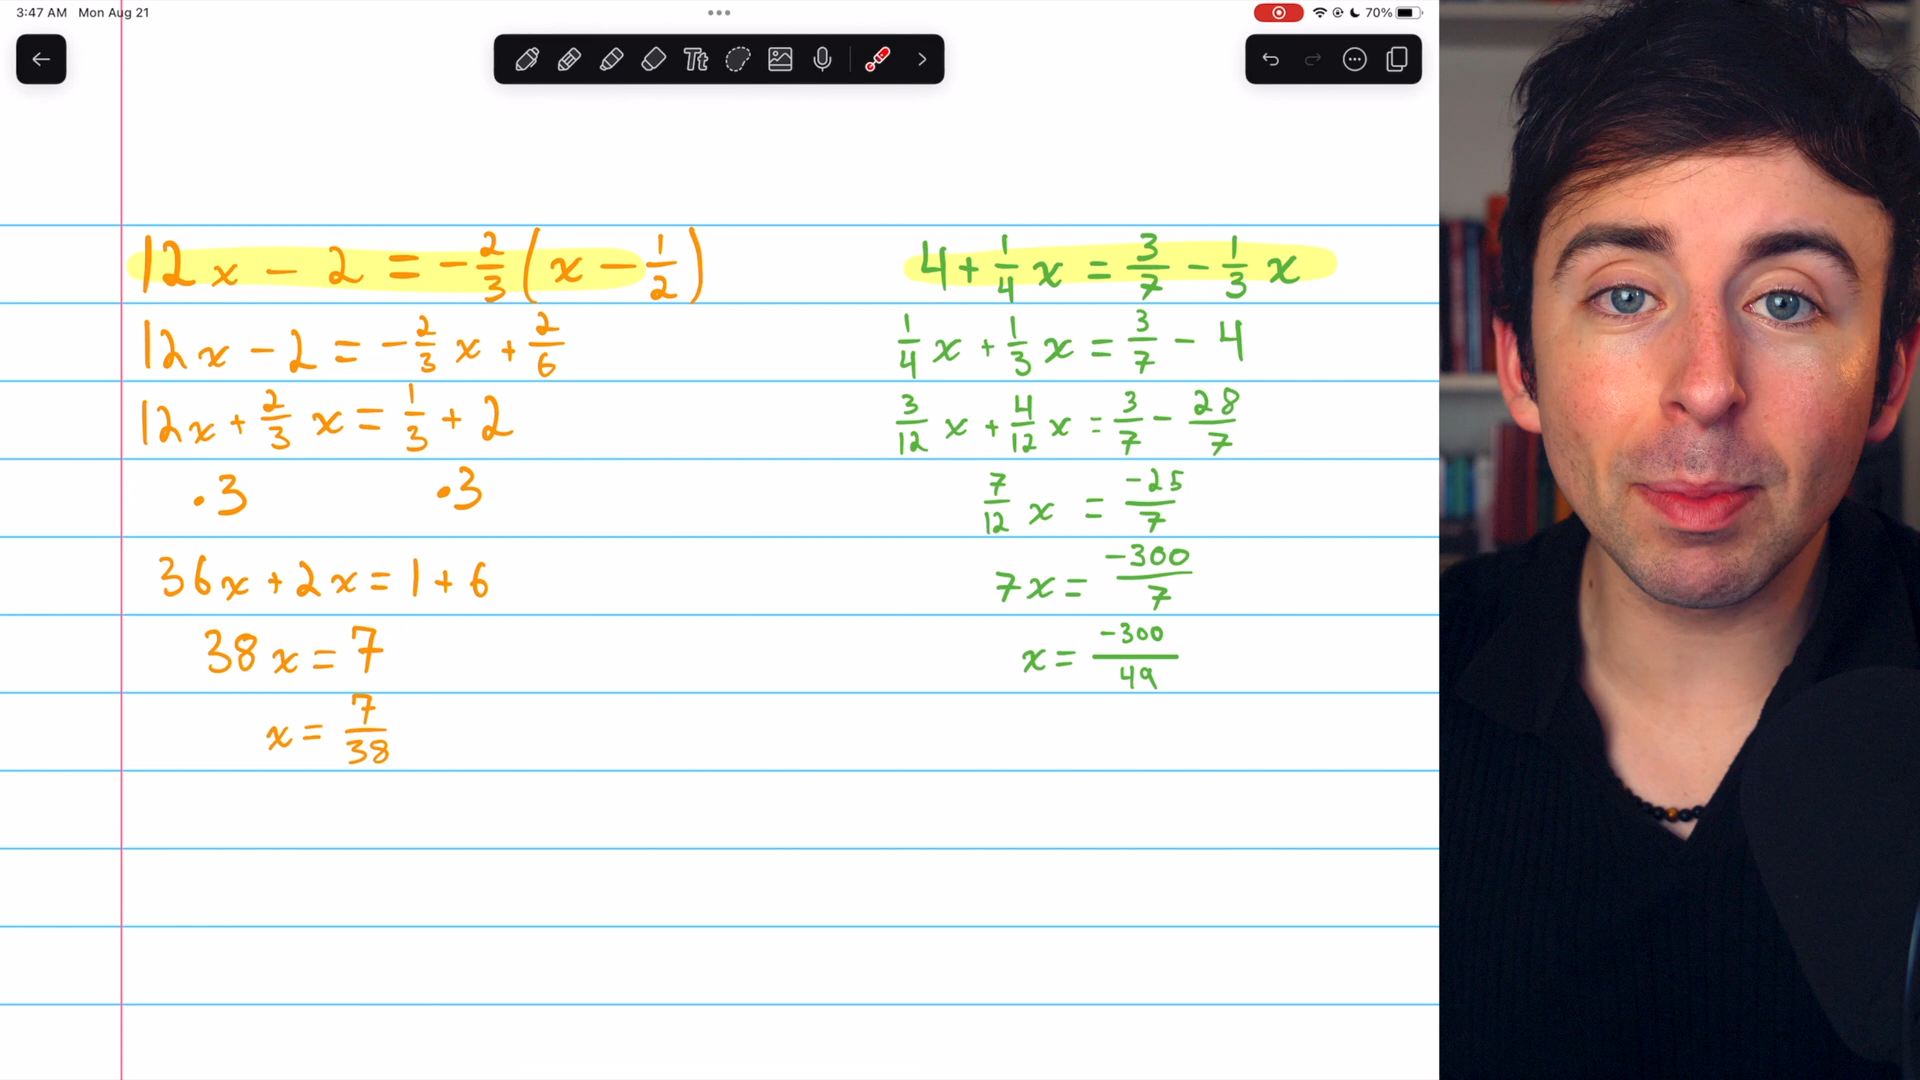 3:47 AM Mon Aug 21
70%
Tt
12x - 2 = -2/3 (x - 1/2)
12x - 2 = -2/3 x + 2/6
12x + 2/3 x = 1/3 + 2
·3 ·3
36x + 2x = 1 + 6
38x = 7
x = 7/38
4 + 1/4 x = 3/7 - 1/3 x
1/4 x + 1/3 x = 3/7 - 4
3/12 x + 4/12 x = 3/7 - 28/7
7/12 x = -25/7
7x = -300/7
x = -300/49